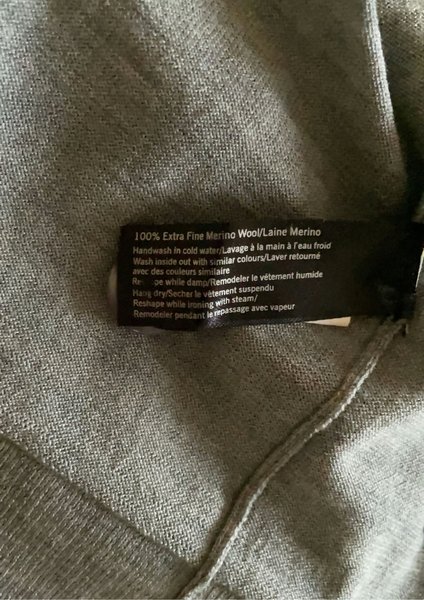 100% Extra Fine Merino Wool/Laine Merino
Handwash in cold water/Lavage à la main à l'eau froid
Wash inside out with similar colours/Laver retourné
avec des couleurs similaire
while damp/Remodeler le vêtement humide
Hang dry/Secher le vêtement suspendu
Reshape while ironing with steam/
Remodeler pendant le repassage avec vapeur